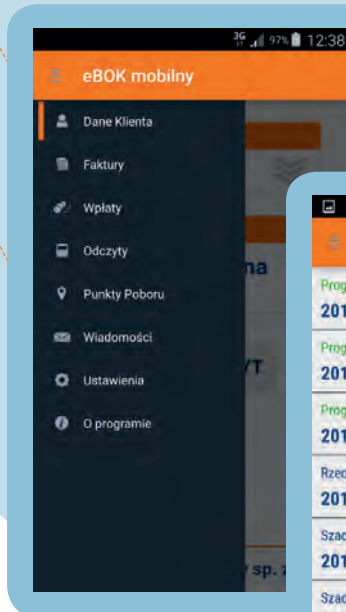 3G 97% 12:38
eBOK mobilny
Dane Klienta
Faktury
Wpłaty
Odczyty
Punkty Poboru
Wiadomości
Ustawienia
O programie
na
YT
sp. z
Prog
201
Prog
201
Prog
201
Rzec
201
Szac
201
Szac